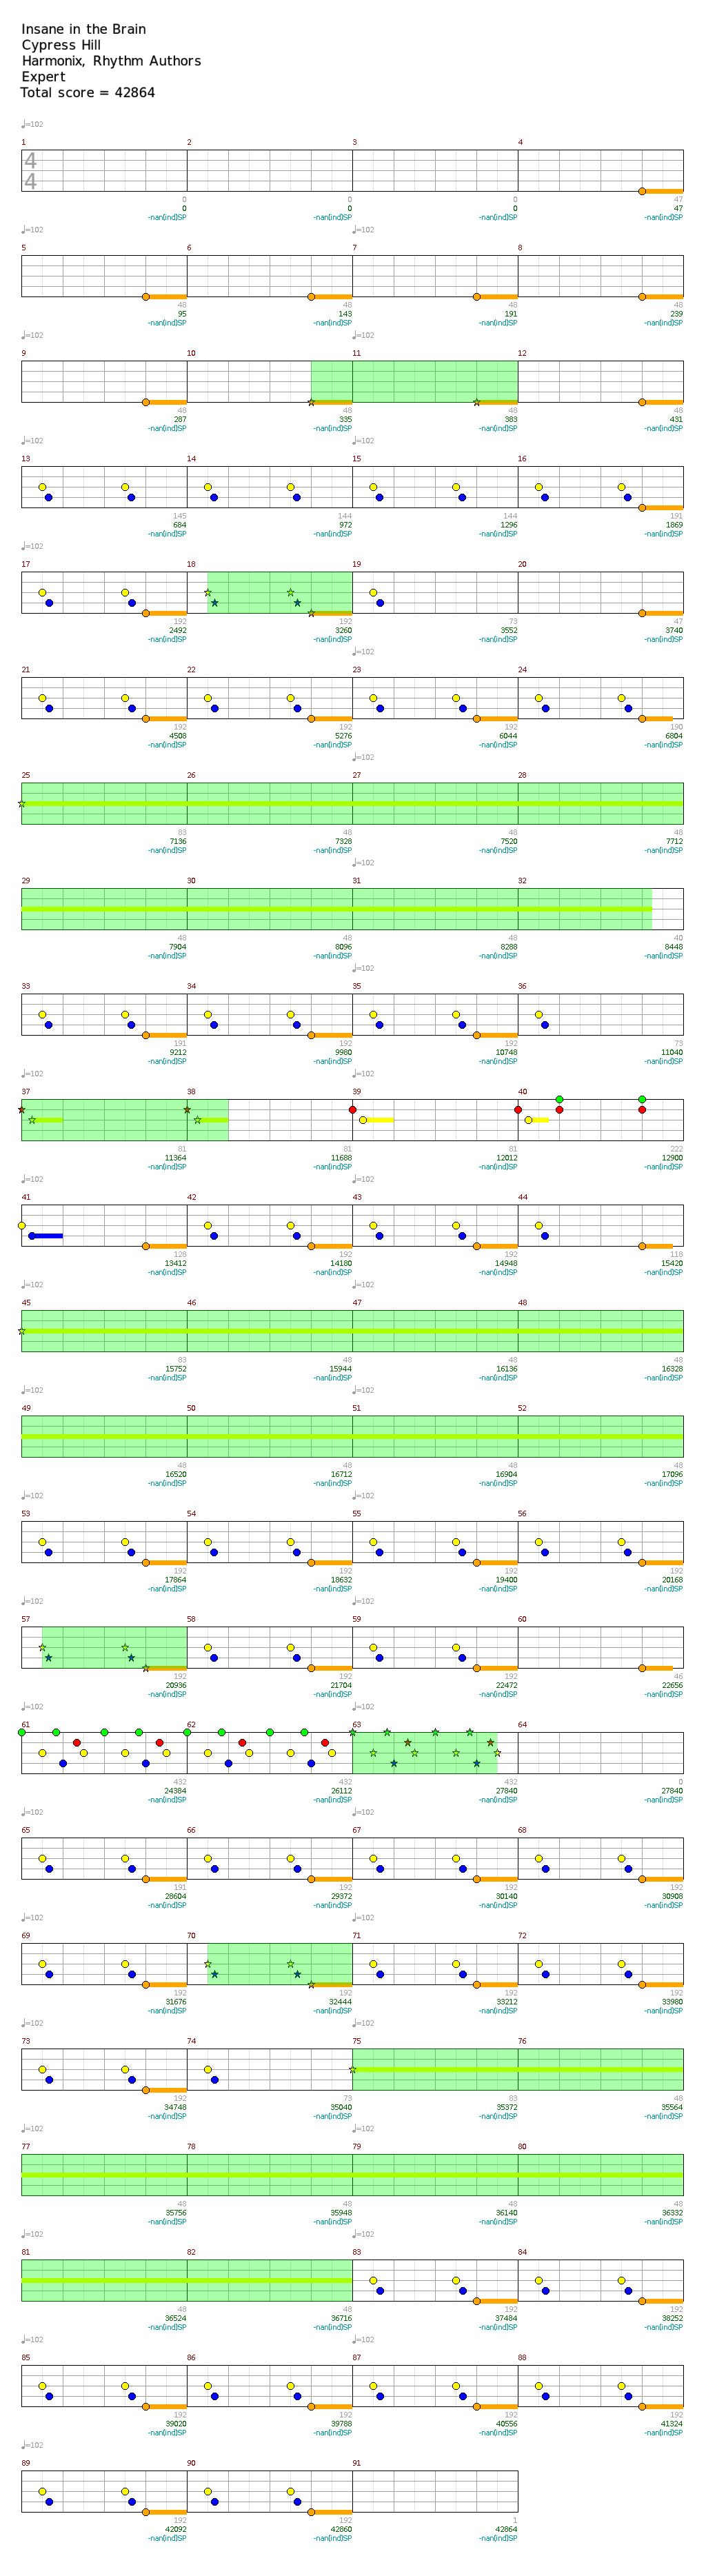 Insane in the Brain
Cypress Hill
Harmonix, Rhythm Authors
Expert
Total score = 42864
♩=102
1 2 3 4
4
4
0 0 0 47
0 0 0 47
-nan(ind)SP -nan(ind)SP -nan(ind)SP -nan(ind)SP
♩=102 ♩=102
5 6 7 8
48 48 48 48
95 143 191 239
-nan(ind)SP -nan(ind)SP -nan(ind)SP -nan(ind)SP
♩=102 ♩=102
9 10 11 12
48 48 48 48
287 335 383 431
-nan(ind)SP -nan(ind)SP -nan(ind)SP -nan(ind)SP
♩=102 ♩=102
13 14 15 16
145 144 144 191
684 972 1296 1869
-nan(ind)SP -nan(ind)SP -nan(ind)SP -nan(ind)SP
♩=102
17 18 19 20
192 192 73 47
2492 3260 3552 3740
-nan(ind)SP -nan(ind)SP -nan(ind)SP -nan(ind)SP
♩=102
21 22 23 24
192 192 192 190
4508 5276 6044 6804
-nan(ind)SP -nan(ind)SP -nan(ind)SP -nan(ind)SP
♩=102
25 26 27 28
83 48 48 48
7136 7328 7520 7712
-nan(ind)SP -nan(ind)SP -nan(ind)SP -nan(ind)SP
♩=102
29 30 31 32
48 48 48 40
7904 8096 8288 8448
-nan(ind)SP -nan(ind)SP -nan(ind)SP -nan(ind)SP
♩=102
33 34 35 36
191 192 192 73
9212 9980 10748 11040
-nan(ind)SP -nan(ind)SP -nan(ind)SP -nan(ind)SP
♩=102
37 38 39 40
81 81 81 222
11364 11688 12012 12900
-nan(ind)SP -nan(ind)SP -nan(ind)SP -nan(ind)SP
♩=102 ♩=102
41 42 43 44
128 192 192 118
13412 14180 14948 15420
-nan(ind)SP -nan(ind)SP -nan(ind)SP -nan(ind)SP
♩=102 ♩=102
45 46 47 48
83 48 48 48
15752 15944 16136 16328
-nan(ind)SP -nan(ind)SP -nan(ind)SP -nan(ind)SP
♩=102 ♩=102
49 50 51 52
48 48 48 48
16520 16712 16904 17096
-nan(ind)SP -nan(ind)SP -nan(ind)SP -nan(ind)SP
♩=102 ♩=102
53 54 55 56
192 192 192 192
17864 18632 19400 20168
-nan(ind)SP -nan(ind)SP -nan(ind)SP -nan(ind)SP
♩=102 ♩=102
57 58 59 60
192 192 192 46
20936 21704 22472 22656
-nan(ind)SP -nan(ind)SP -nan(ind)SP -nan(ind)SP
♩=102 ♩=102
61 62 63 64
432 432 432 0
24384 26112 27840 27840
-nan(ind)SP -nan(ind)SP -nan(ind)SP -nan(ind)SP
♩=102 ♩=102
65 66 67 68
191 192 192 192
28604 29372 30140 30908
-nan(ind)SP -nan(ind)SP -nan(ind)SP -nan(ind)SP
♩=102 ♩=102
69 70 71 72
192 192 192 192
31676 32444 33212 33980
-nan(ind)SP -nan(ind)SP -nan(ind)SP -nan(ind)SP
♩=102 ♩=102
73 74 75 76
192 73 83 48
34748 35040 35372 35564
-nan(ind)SP -nan(ind)SP -nan(ind)SP -nan(ind)SP
♩=102 ♩=102
77 78 79 80
48 48 48 48
35756 35948 36140 36332
-nan(ind)SP -nan(ind)SP -nan(ind)SP -nan(ind)SP
♩=102 ♩=102
81 82 83 84
48 48 192 192
36524 36716 37484 38252
-nan(ind)SP -nan(ind)SP -nan(ind)SP -nan(ind)SP
♩=102 ♩=102
85 86 87 88
192 192 192 192
39020 39788 40556 41324
-nan(ind)SP -nan(ind)SP -nan(ind)SP -nan(ind)SP
♩=102
89 90 91
192 192 1
42092 42860 42864
-nan(ind)SP -nan(ind)SP -nan(ind)SP